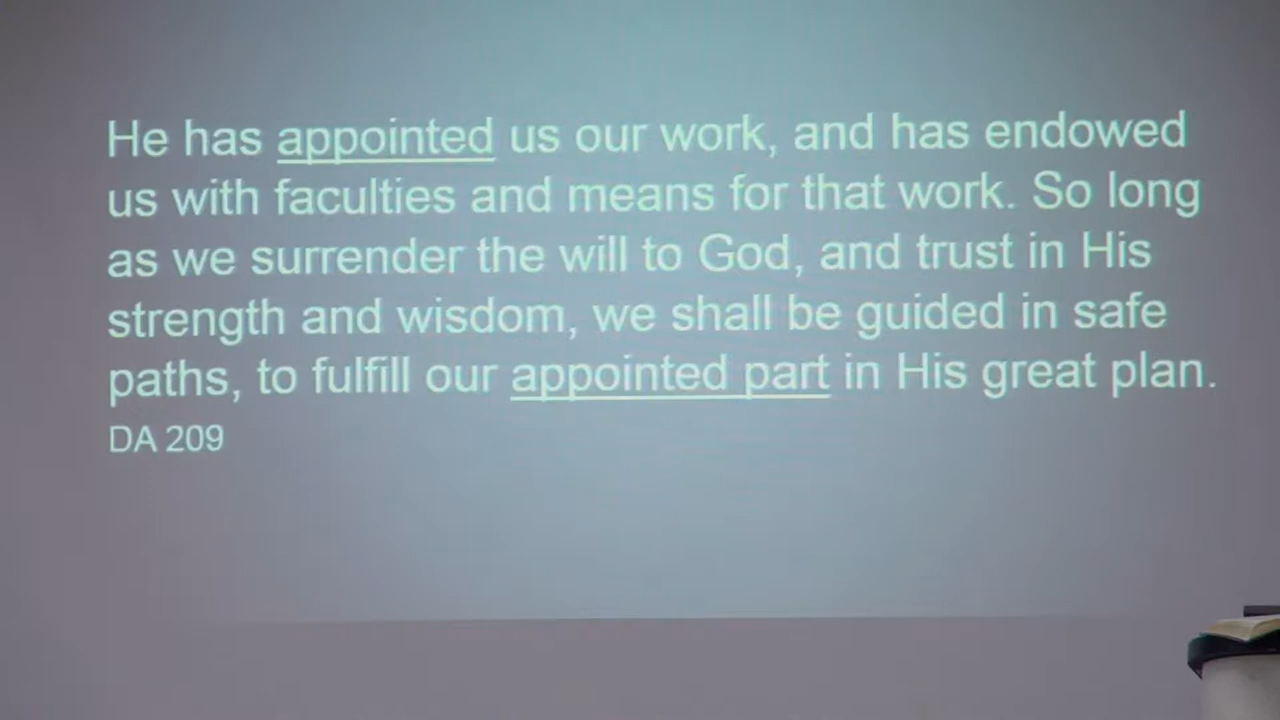 He has appointed us our work, and has endowed
us with faculties and means for that work. So long
as we surrender the will to God, and trust in His
strength and wisdom, we shall be guided in safe
paths, to fulfill our appointed part in His great plan.
DA 209